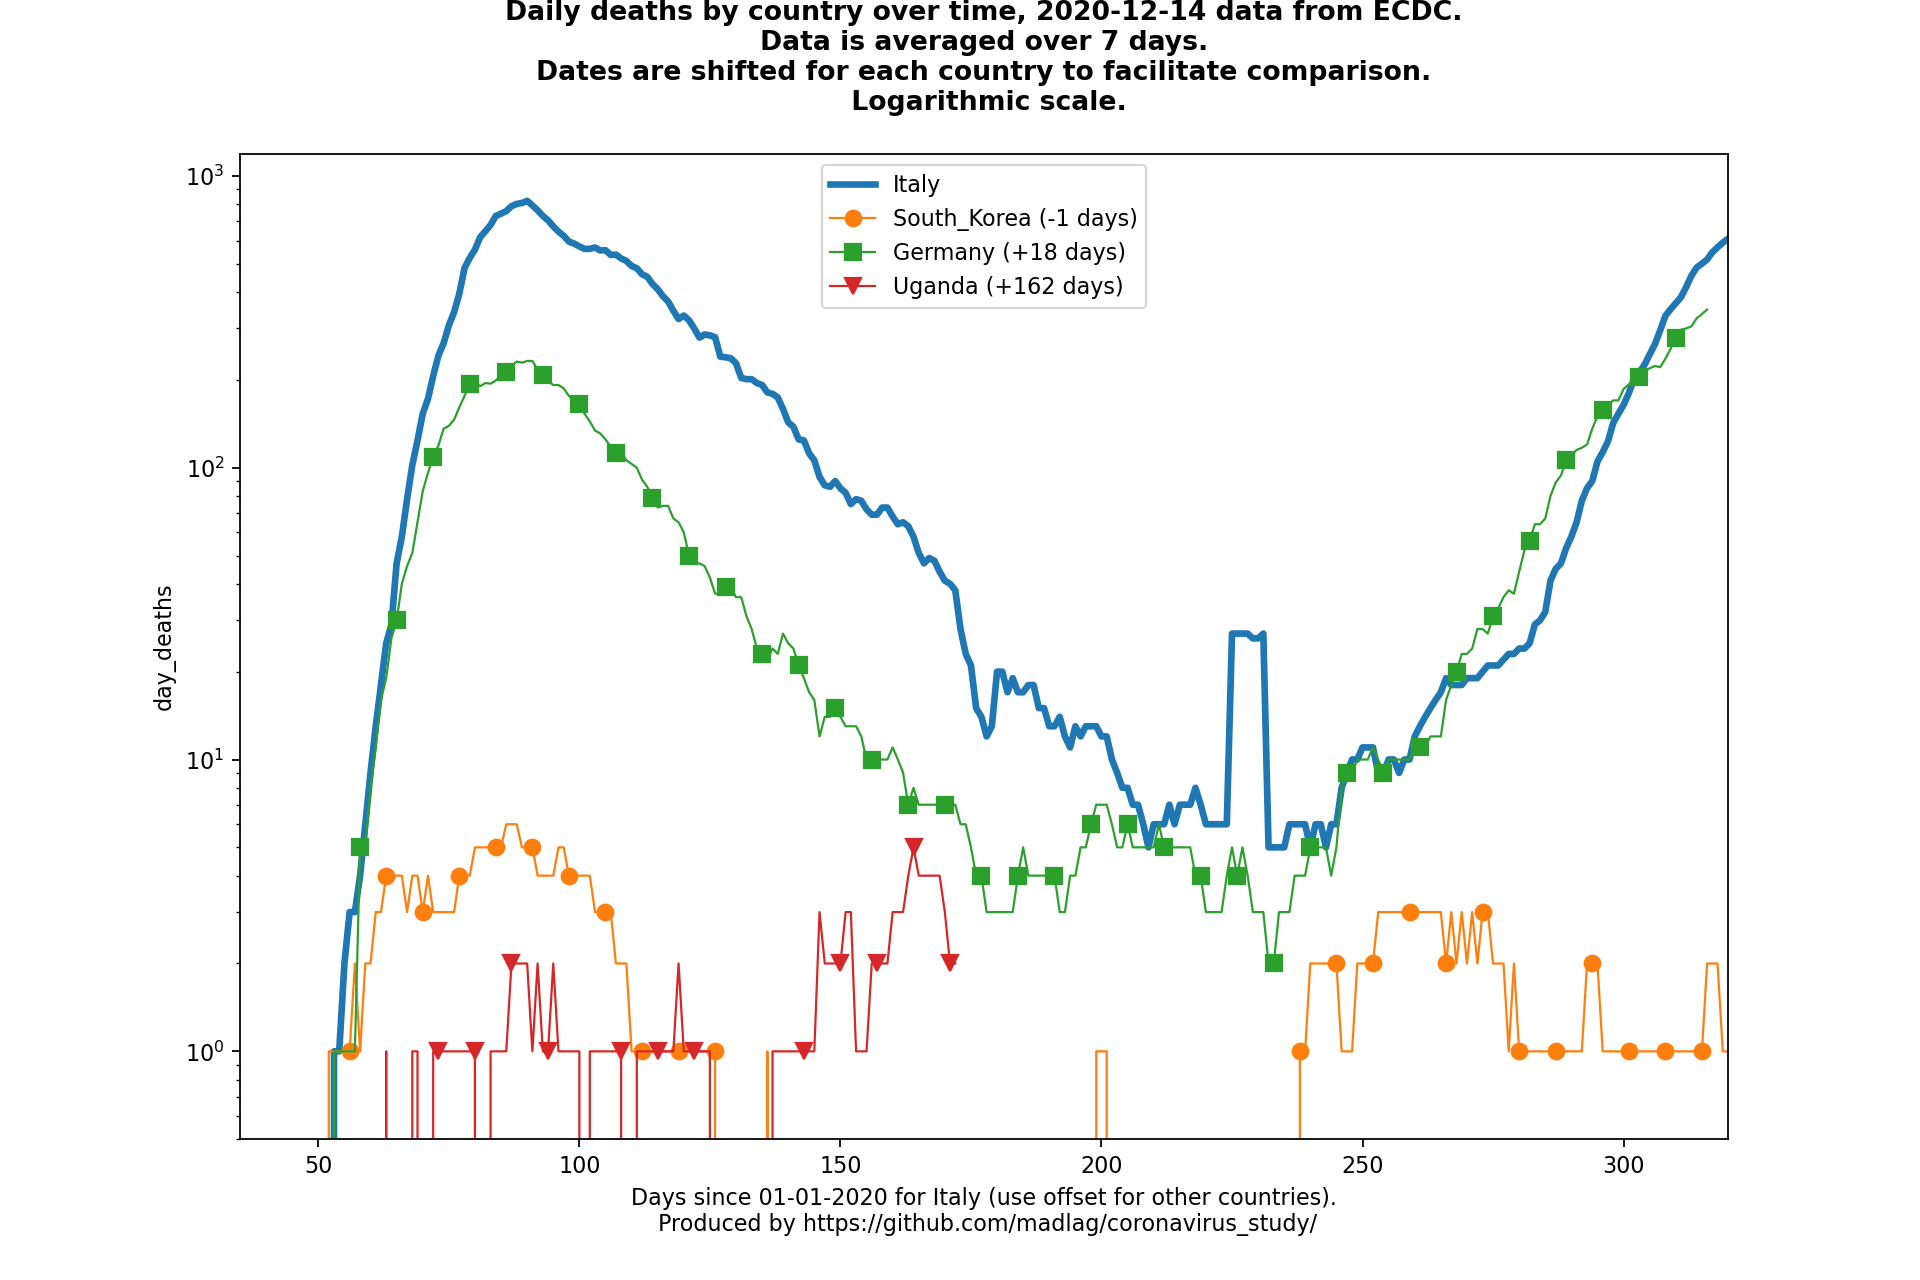 Daily deaths by country over time, 2020-12-14 data from ECDC.
Data is averaged over 7 days.
Dates are shifted for each country to facilitate comparison.
Logarithmic scale.
Italy
South_Korea (-1 days)
Germany (+18 days)
Uganda (+162 days)
10³
10²
10¹
10⁰
day_deaths
50 100 150 200 250 300
Days since 01-01-2020 for Italy (use offset for other countries).
Produced by https://github.com/madlag/coronavirus_study/